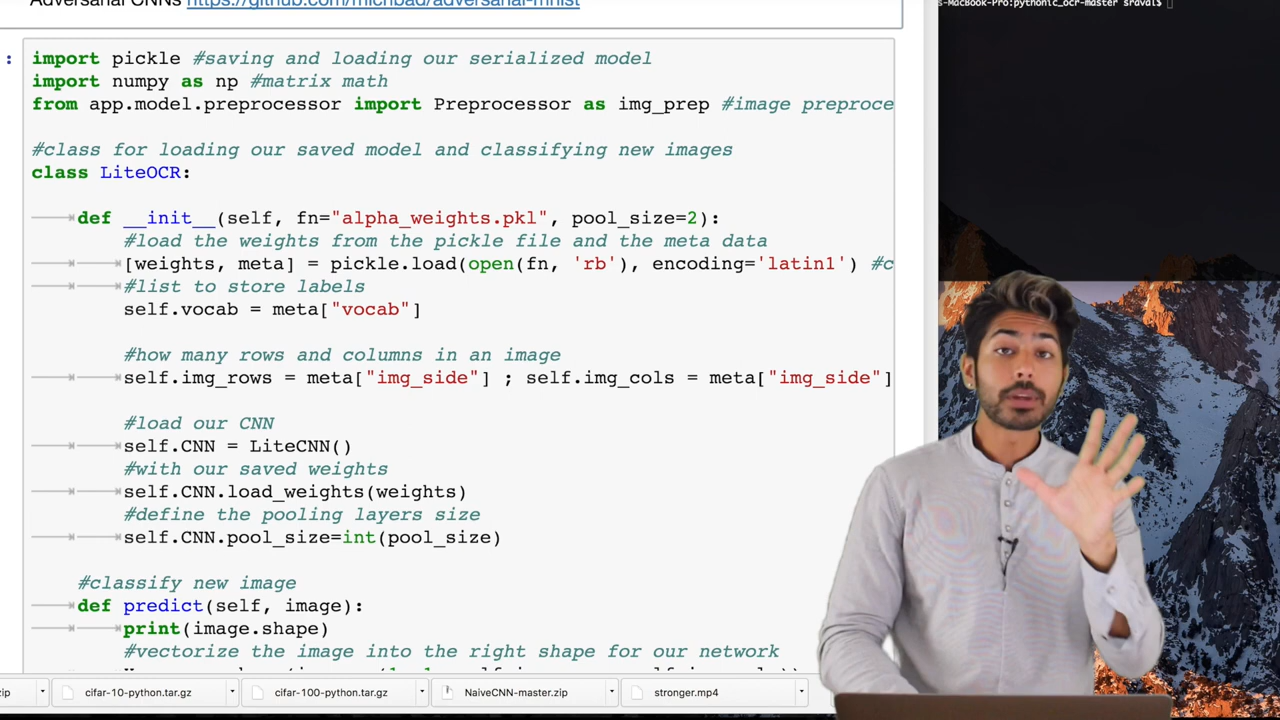 Adversarial CNNs https://github.com/michbad/adversarial-mnist
s-MacBook-Pro:pythonic_ocr-master sraval$
:
import pickle #saving and loading our serialized model
import numpy as np #matrix math
from app.model.preprocessor import Preprocessor as img_prep #image preproce
#class for loading our saved model and classifying new images
class LiteOCR:
def __init__(self, fn="alpha_weights.pkl", pool_size=2):
#load the weights from the pickle file and the meta data
[weights, meta] = pickle.load(open(fn, 'rb'), encoding='latin1') #c
#list to store labels
self.vocab = meta["vocab"]
#how many rows and columns in an image
self.img_rows = meta["img_side"] ; self.img_cols = meta["img_side"]
#load our CNN
self.CNN = LiteCNN()
#with our saved weights
self.CNN.load_weights(weights)
#define the pooling layers size
self.CNN.pool_size=int(pool_size)
#classify new image
def predict(self, image):
print(image.shape)
#vectorize the image into the right shape for our network
zip
cifar-10-python.tar.gz
cifar-100-python.tar.gz
NaiveCNN-master.zip
stronger.mp4